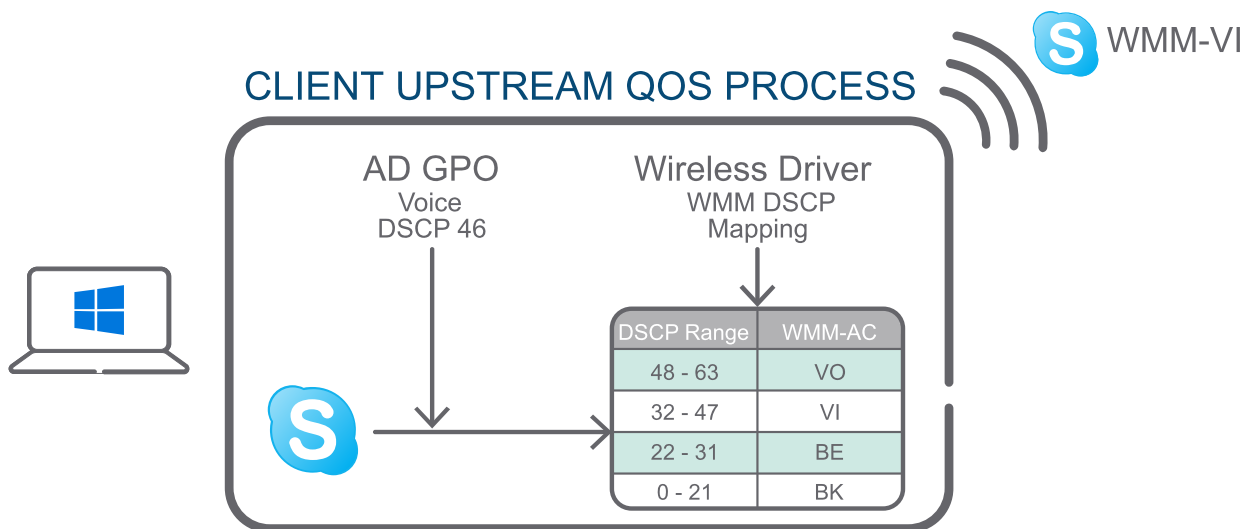 WMM-VI
CLIENT UPSTREAM QOS PROCESS
AD GPO
Voice
DSCP 46
Wireless Driver
WMM DSCP
Mapping
DSCP Range WMM-AC
48 - 63 VO
32 - 47 VI
22 - 31 BE
0 - 21 BK
S
S